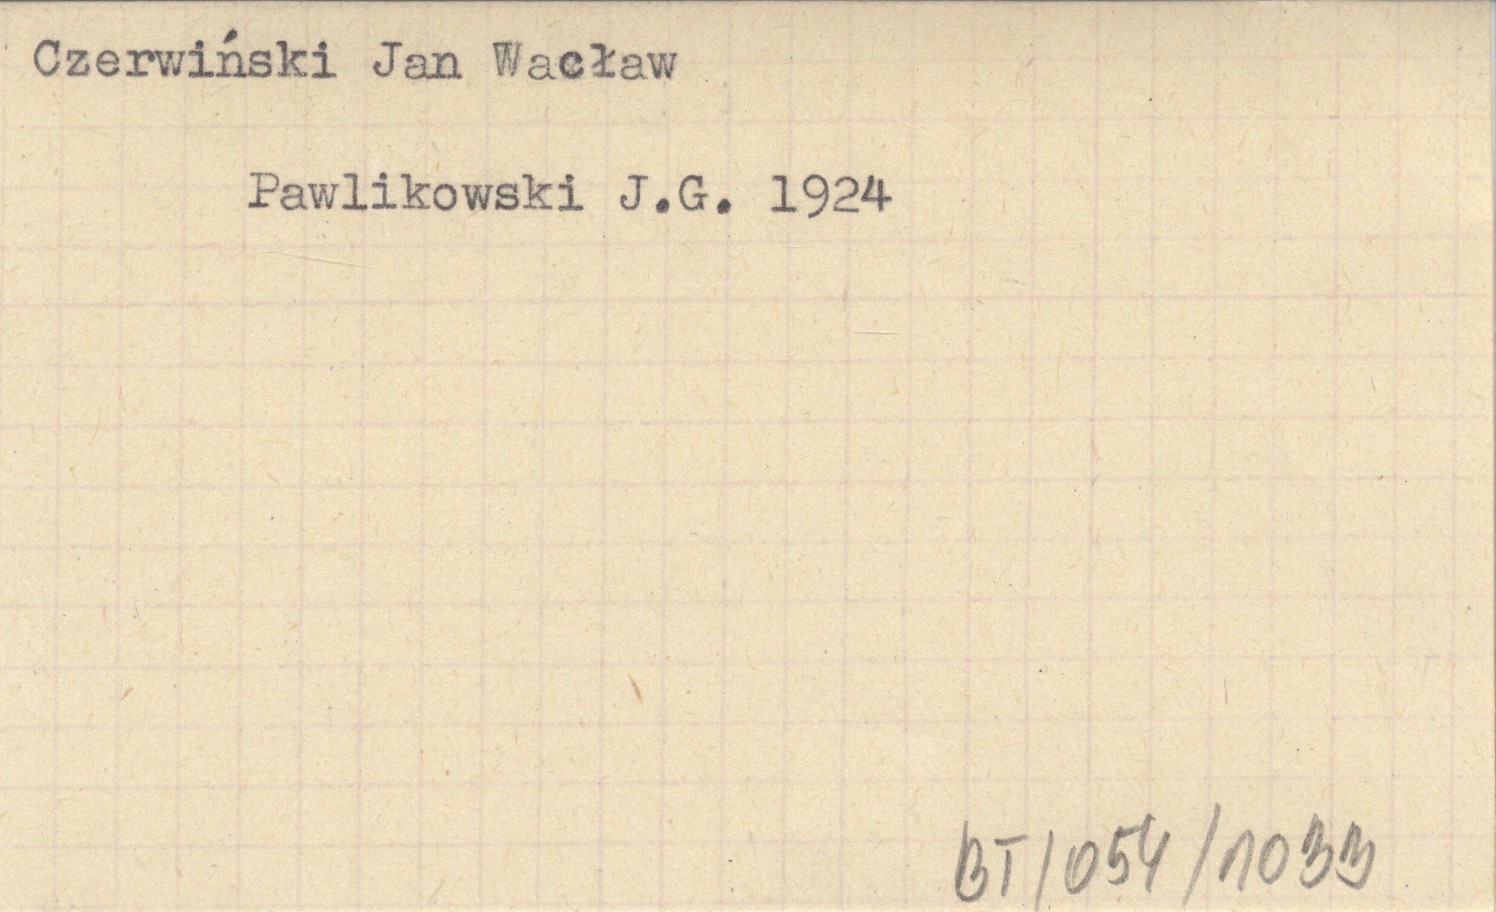 Czerwiński Jan Wacław
Pawlikowski J.G. 1924
BT/054/1033